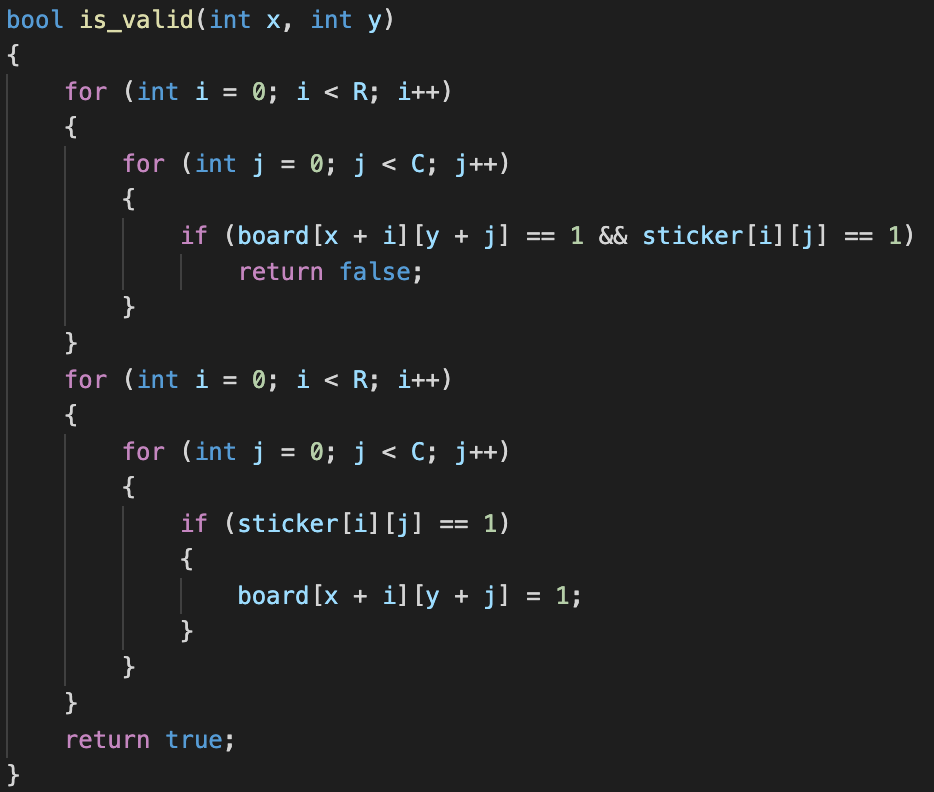 bool is_valid(int x, int y)
{
    for (int i = 0; i < R; i++)
    {
        for (int j = 0; j < C; j++)
        {
            if (board[x + i][y + j] == 1 && sticker[i][j] == 1)
                return false;
        }
    }
    for (int i = 0; i < R; i++)
    {
        for (int j = 0; j < C; j++)
        {
            if (sticker[i][j] == 1)
            {
                board[x + i][y + j] = 1;
            }
        }
    }
    return true;
}